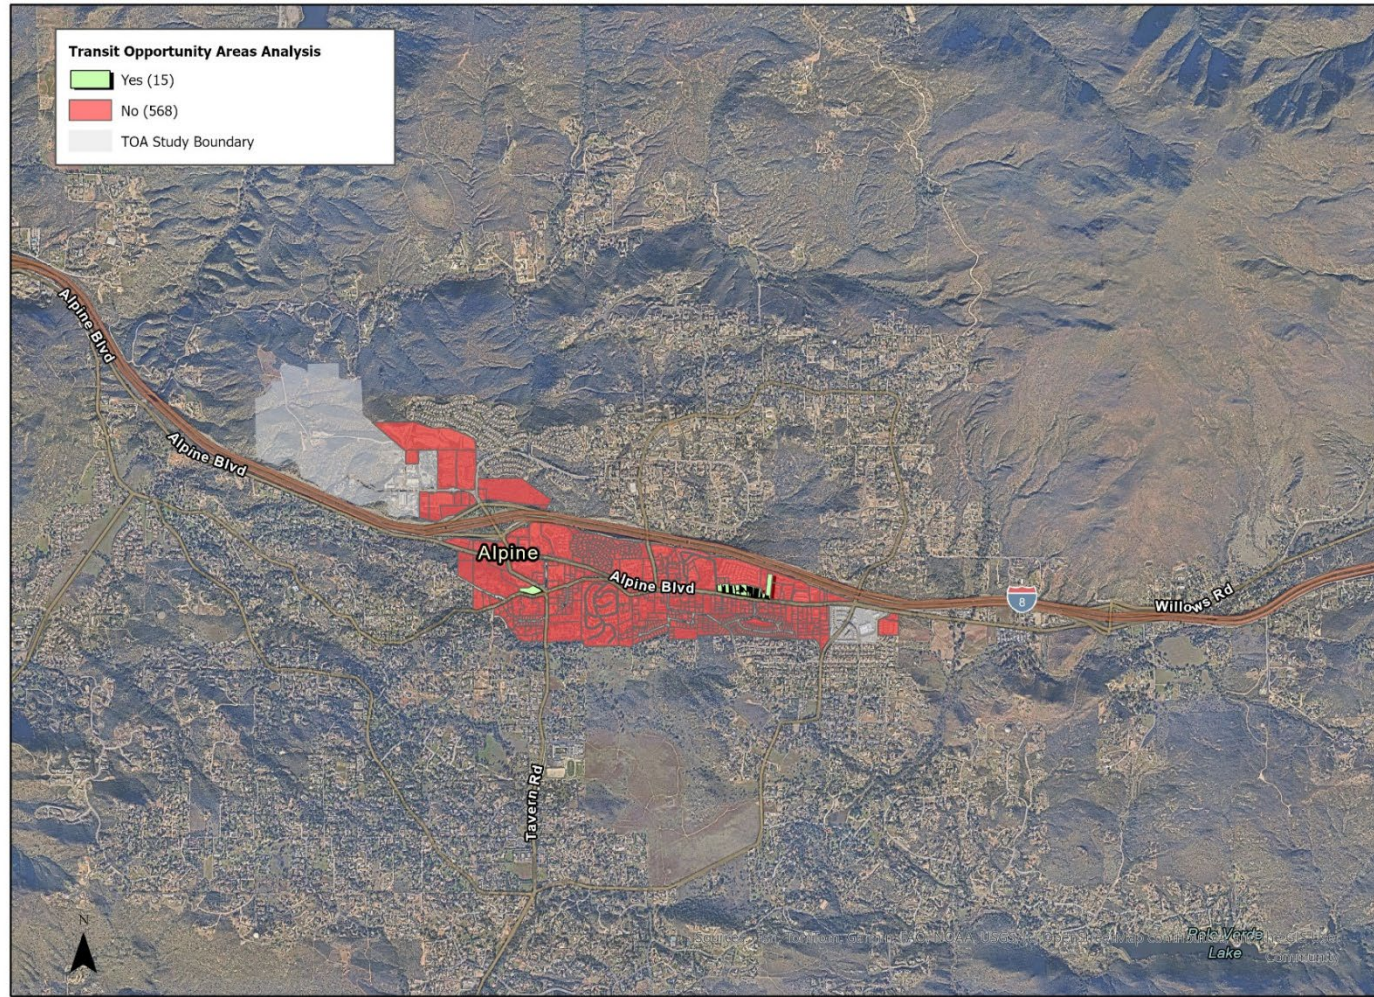 Transit Opportunity Areas Analysis
Yes (15)
No (568)
TOA Study Boundary
Alpine Blvd
Alpine Blvd
Alpine
Alpine Blvd
8
Willows Rd
Tavern Rd
N
Palo Verde
Lake
Community